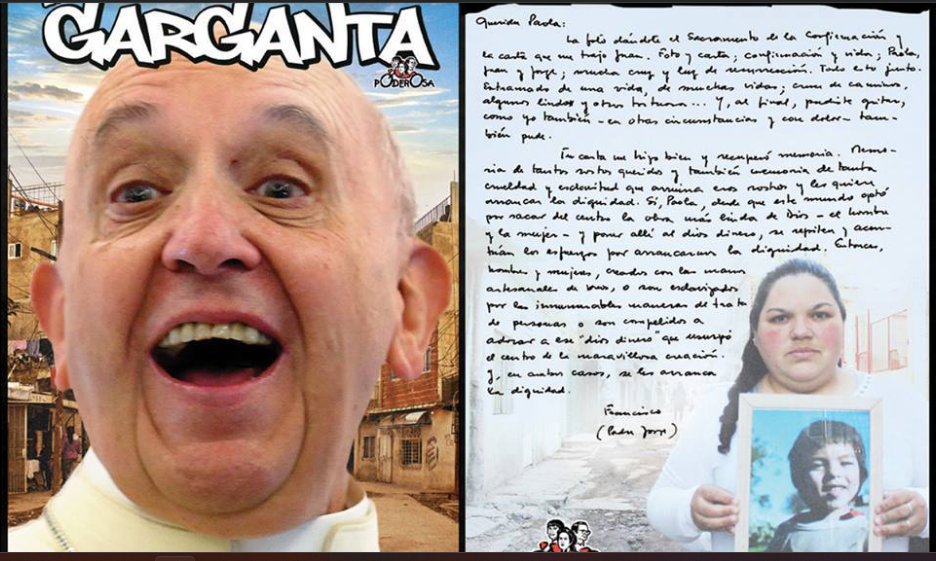 GARGANTA
PODEROSA
Querida Paola:
La foto dándote el Sacramento de la Confirmación y
la carta que me trajo Juan. Foto y carta; confirmación y vida; Paola,
Juan y Jorge; mucha cruz y luz de resurrección. Todo esto junto.
Entramado de una vida, de muchas vidas; cruce de caminos,
algunos lindos y otros tortura... Y, al final, pudiste gritar,
como yo también - en otras circunstancias y con dolor - tam-
bién pude.
Tu carta me hizo bien y recuperó memoria. Memo-
ria de tantos rostros queridos y también memoria de tanta
crueldad y esclavitud que arruina esos rostros y les quiere
arrancar la dignidad. Sí, Paola, desde que este mundo optó
por sacar del centro la obra más linda de Dios - el hombre
y la mujer - y poner allí al dios dinero, se repiten y acen-
túan los esfuerzos por arrancarnos la dignidad. Entonces,
hombres y mujeres, creados con las manos
artesanales de Dios, o son esclavizados
por las innumerables maneras de trata
de personas o son compelidos a
adorar a ese "dios dinero" que usurpó
el centro de la maravillosa creación.
Y, en ambos casos, se les arranca
la dignidad.
Francisco
(Padre Jorge)